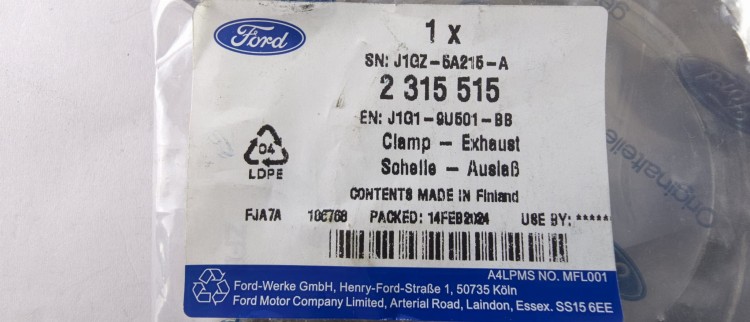 Ford
1 x
SN: J1GZ-5A215-A
2 315 515
EN: J1G1-9U501-BB
Clamp - Exhaust
Schelle - Auslaß
04
LDPE
CONTENTS MADE IN Finland
FJA7A 106768 PACKED: 14FEB2024 USE BY: ******
A4LPMS NO. MFL001
Ford-Werke GmbH, Henry-Ford-Straße 1, 50735 Köln
Ford Motor Company Limited, Arterial Road, Laindon, Essex. SS15 6EE
Originalteile